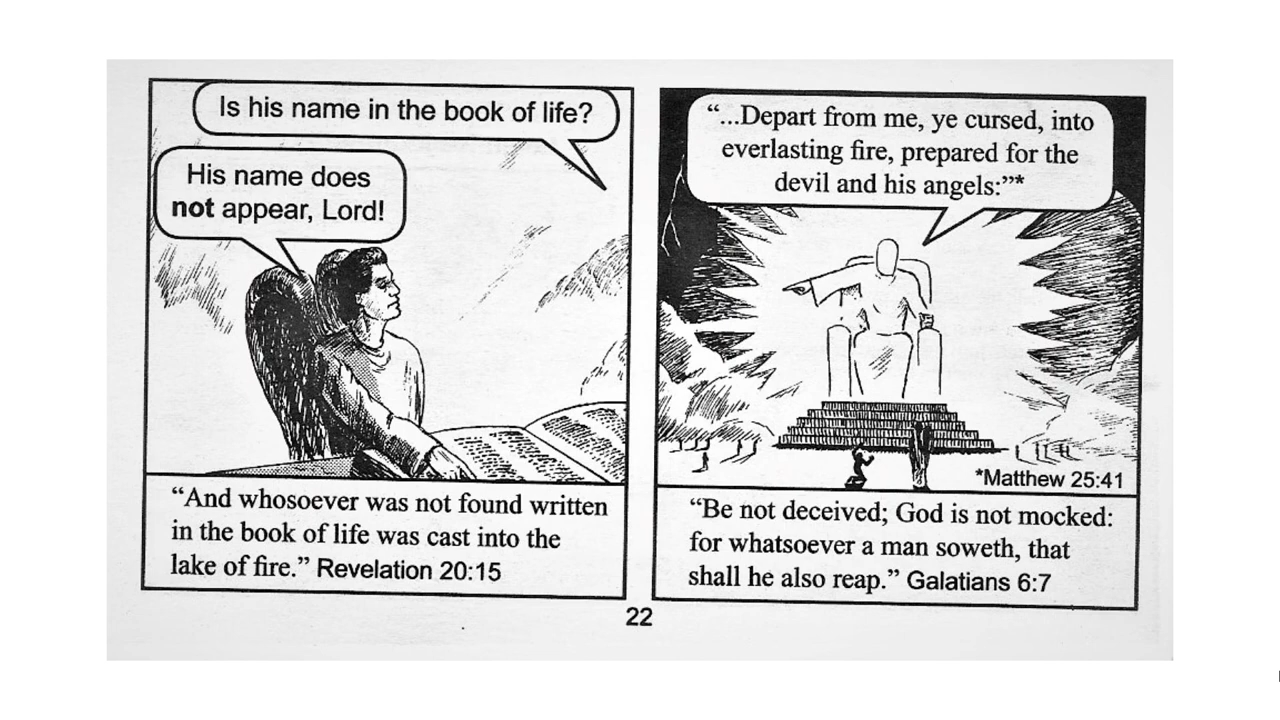 Is his name in the book of life?
His name does
not appear, Lord!
“And whosoever was not found written
in the book of life was cast into the
lake of fire.” Revelation 20:15
“...Depart from me, ye cursed, into
everlasting fire, prepared for the
devil and his angels:”*
*Matthew 25:41
“Be not deceived; God is not mocked:
for whatsoever a man soweth, that
shall he also reap.” Galatians 6:7
22